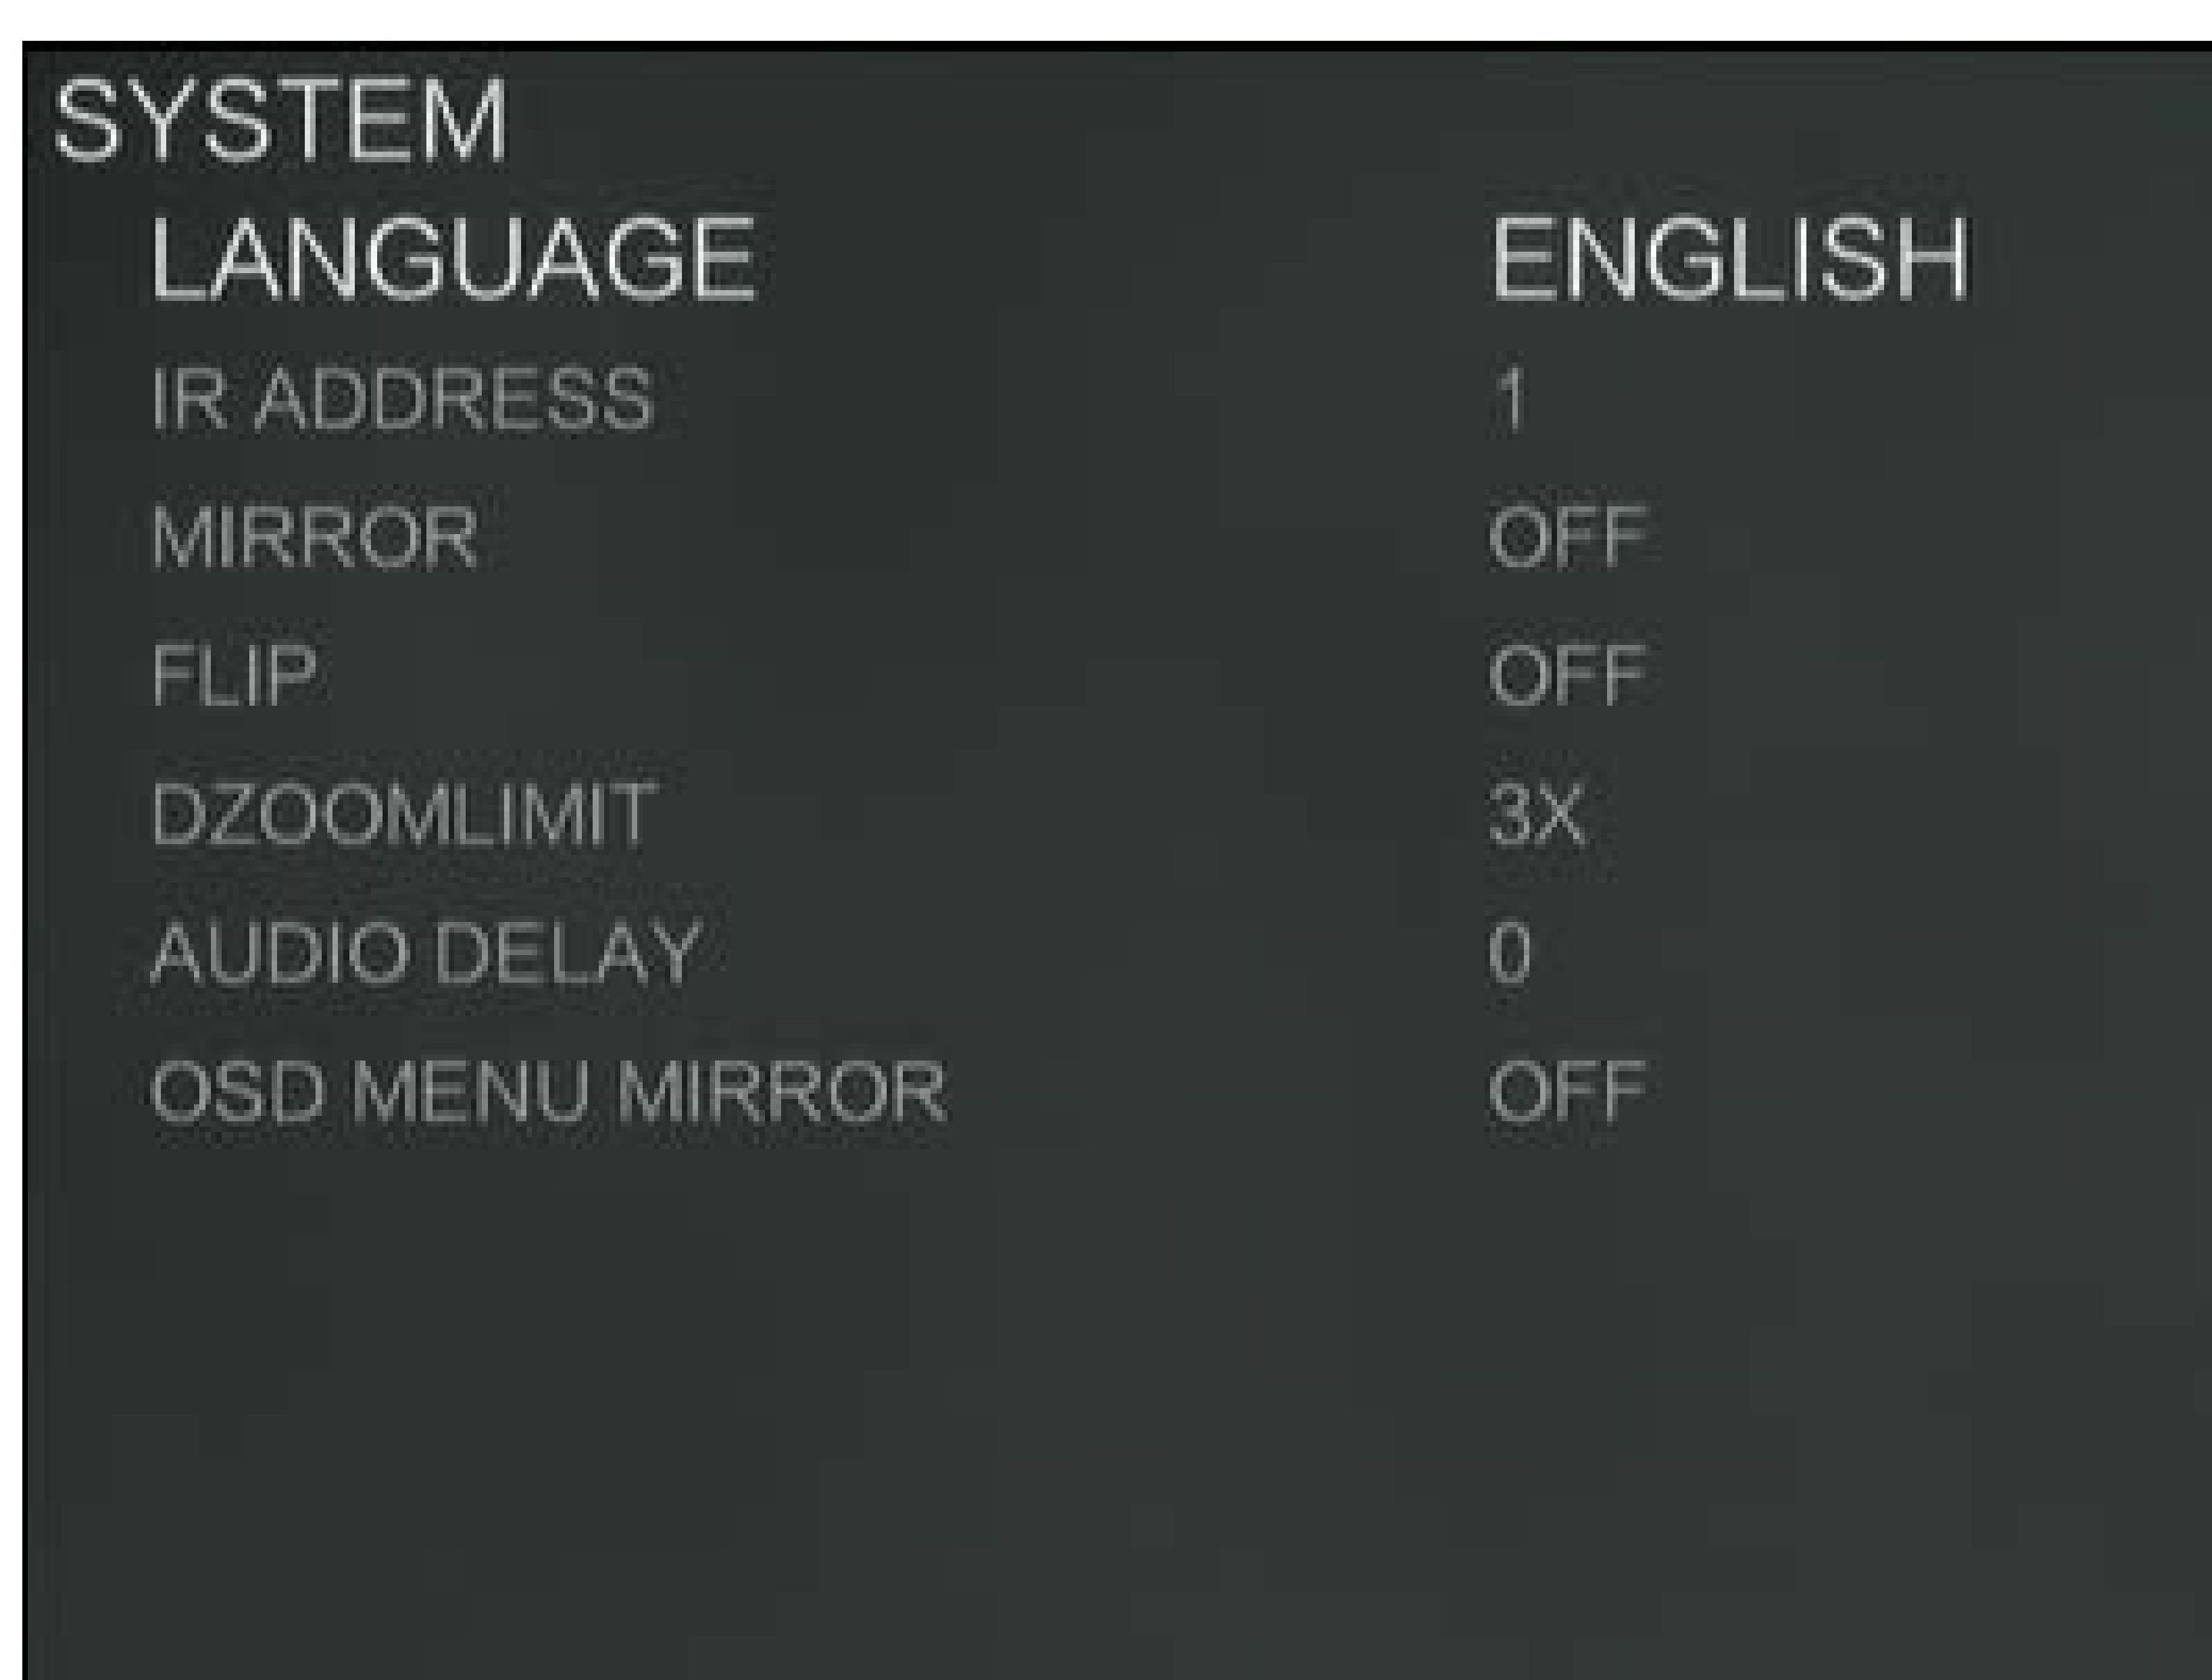 SYSTEM
LANGUAGE ENGLISH
IR ADDRESS 1
MIRROR OFF
FLIP OFF
DZOOMLIMIT 3X
AUDIO DELAY 0
OSD MENU MIRROR OFF